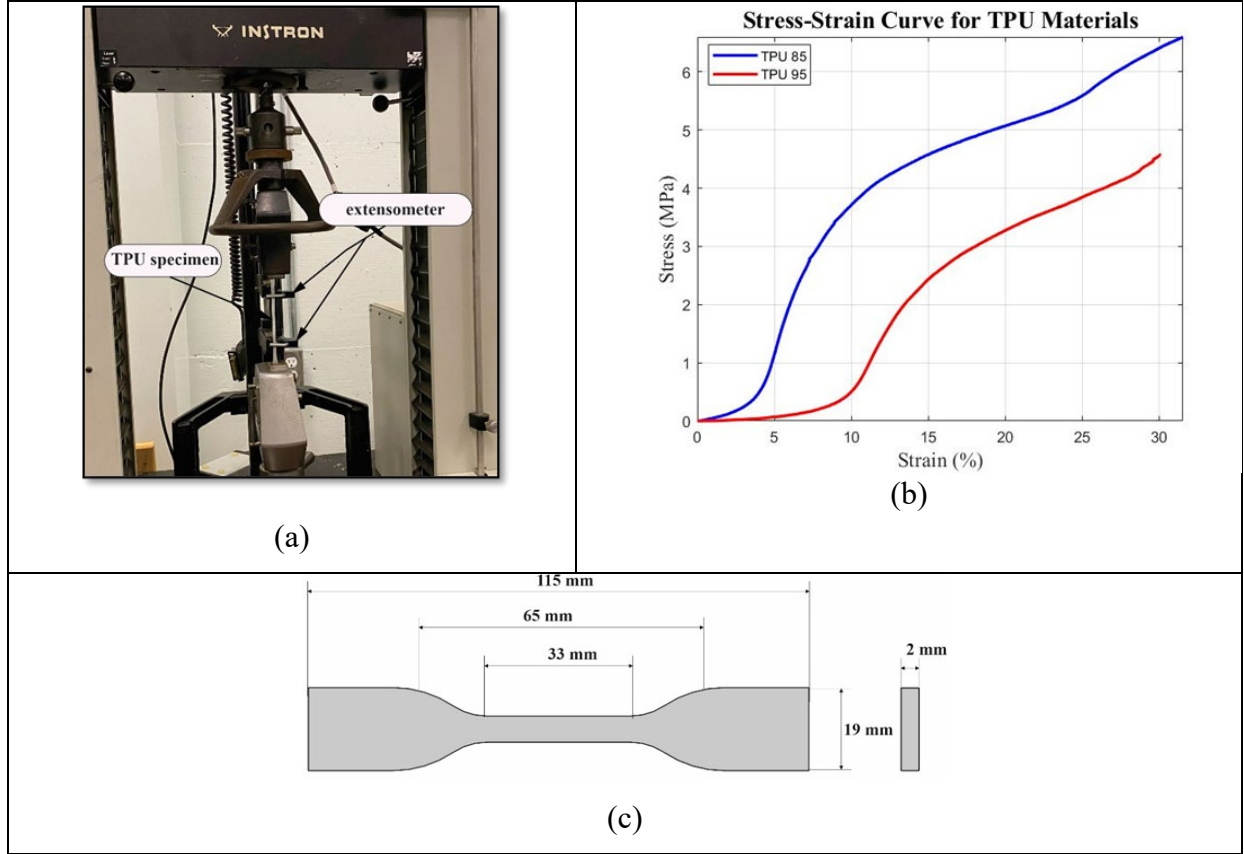 INSTRON
extensometer
TPU specimen
(a)
Stress-Strain Curve for TPU Materials
TPU 85
TPU 95
Stress (MPa)
6
5
4
3
2
1
0
0 5 10 15 20 25 30
Strain (%)
(b)
115 mm
65 mm
33 mm
2 mm
19 mm
(c)